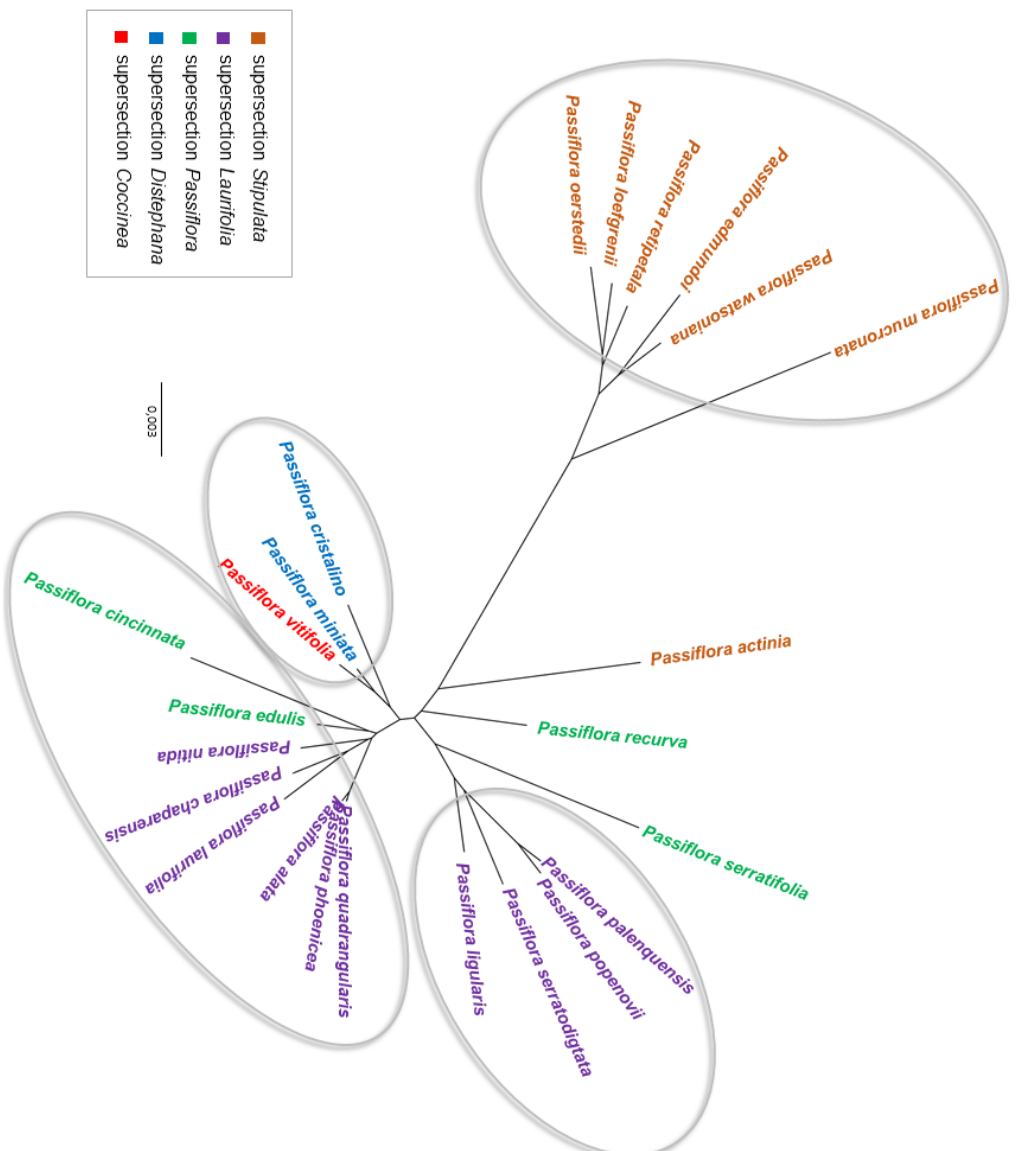 supersection Stipulata
supersection Laurifolia
supersection Passiflora
supersection Distephana
supersection Coccinea
0,003
Passiflora oerstedii
Passiflora loefgrenii
Passiflora retipetala
Passiflora edmundoi
Passiflora watsoniana
Passiflora mucronata
Passiflora actinia
Passiflora recurva
Passiflora serratifolia
Passiflora palenquensis
Passiflora popenovii
Passiflora serratodigtata
Passiflora ligularis
Passiflora quadrangularis
Passiflora phoenicea
Passiflora alata
Passiflora laurifolia
Passiflora chaparensis
Passiflora nitida
Passiflora edulis
Passiflora cincinnata
Passiflora vitifolia
Passiflora miniata
Passiflora cristalino